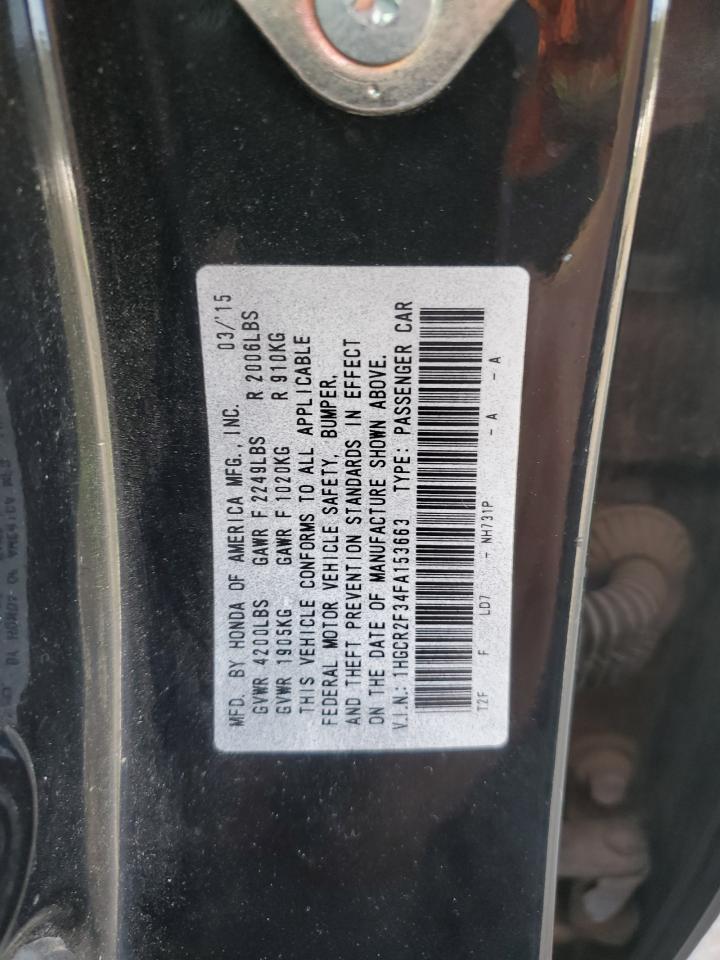 MFD. BY HONDA OF AMERICA MFG., INC. 03/'15
GVWR 4200LBS GAWR F 2249LBS R 2006LBS
GVWR 1905KG GAWR F 1020KG R 910KG
THIS VEHICLE CONFORMS TO ALL APPLICABLE
FEDERAL MOTOR VEHICLE SAFETY, BUMPER,
AND THEFT PREVENTION STANDARDS IN EFFECT
ON THE DATE OF MANUFACTURE SHOWN ABOVE.
V.I.N.: 1HGCR2F34FA153663 TYPE: PASSENGER CAR
T2F F LD7 - NH731P - A - A